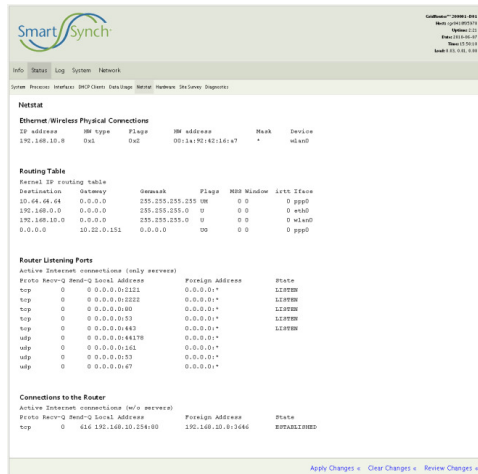 Smart Synch
GridRouter™ 200001-D01
Uptime: 2:22
Date: 2010-06-07
Info Status Log System Network
System Processes Interfaces DHCP Clients Data Usage Netstat Hardware Site Survey Diagnostics
Netstat
Ethernet/Wireless Physical Connections
IP address HW type Flags HW address Mask Device
192.168.10.8 0x1 0x2 00:1a:92:42:16:a7 * wlan0
Routing Table
Kernel IP routing table
Destination Gateway Genmask Flags MSS Window irtt Iface
10.64.64.64 0.0.0.0 255.255.255.255 UH 0 0 0 ppp0
192.168.0.0 0.0.0.0 255.255.255.0 U 0 0 0 eth0
192.168.10.0 0.0.0.0 255.255.255.0 U 0 0 0 wlan0
0.0.0.0 10.22.0.151 0.0.0.0 UG 0 0 0 ppp0
Router Listening Ports
Active Internet connections (only servers)
Proto Recv-Q Send-Q Local Address Foreign Address State
tcp 0 0 0.0.0.0:2121 0.0.0.0:* LISTEN
tcp 0 0 0.0.0.0:2222 0.0.0.0:* LISTEN
tcp 0 0 0.0.0.0:80 0.0.0.0:* LISTEN
tcp 0 0 0.0.0.0:53 0.0.0.0:* LISTEN
tcp 0 0 0.0.0.0:443 0.0.0.0:* LISTEN
udp 0 0 0.0.0.0:44178 0.0.0.0:*
udp 0 0 0.0.0.0:161 0.0.0.0:*
udp 0 0 0.0.0.0:53 0.0.0.0:*
udp 0 0 0.0.0.0:67 0.0.0.0:*
Connections to the Router
Active Internet connections (w/o servers)
Proto Recv-Q Send-Q Local Address Foreign Address State
tcp 0 616 192.168.10.254:80 192.168.10.8:3646 ESTABLISHED
Apply Changes « Clear Changes « Review Changes «